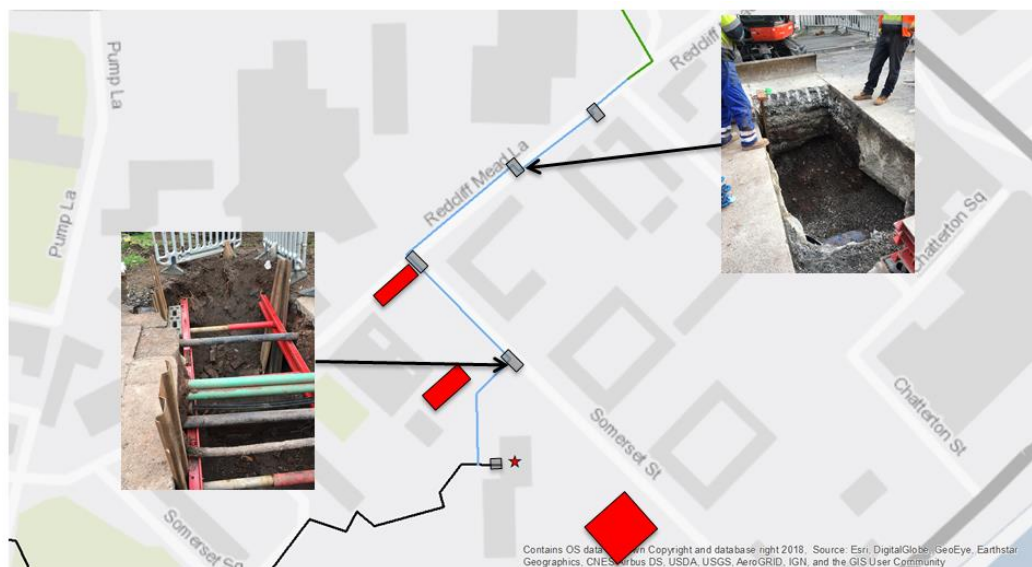 Pump La
Redcliff
Redcliff Mead La
Pump La
Chatterton Sq
Chatterton St
Somerset St
Somerset Sq
Contains OS data Copyright and database right 2018, Source: Esri, DigitalGlobe, GeoEye, Earthstar
Geographics, CNES/Airbus DS, USDA, USGS, AeroGRID, IGN, and the GIS User Community